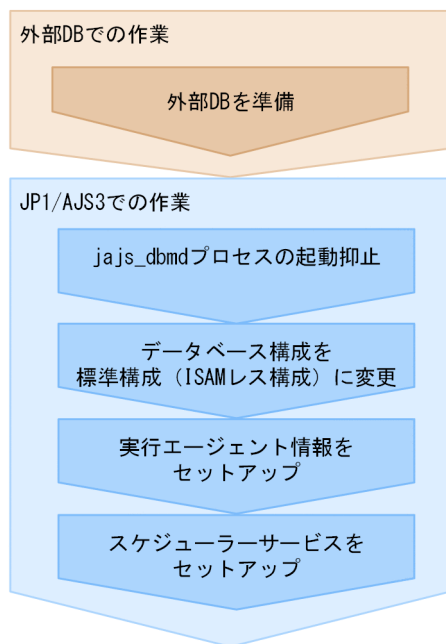 外部DBでの作業
外部DBを準備
JP1/AJS3での作業
jajs_dbmdプロセスの起動抑止
データベース構成を
標準構成（ISAMレス構成）に変更
実行エージェント情報を
セットアップ
スケジューラーサービスを
セットアップ